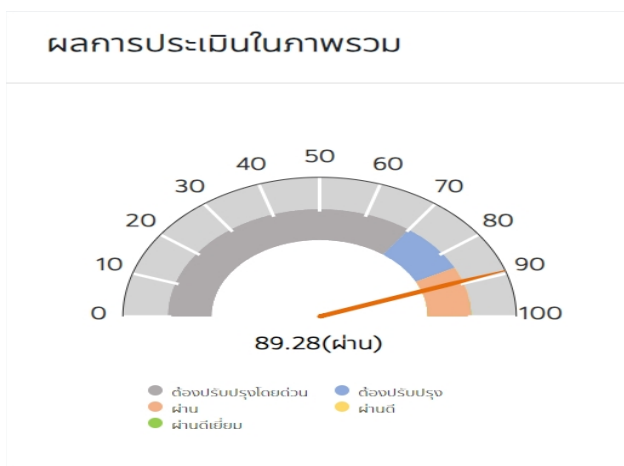 ผลการประเมินในภาพรวม
50
40
60
30
70
20
80
10
90
0
100
89.28(ผ่าน)
ต้องปรับปรุงโดยด่วน
ต้องปรับปรุง
ผ่าน
ผ่านดี
ผ่านดีเยี่ยม